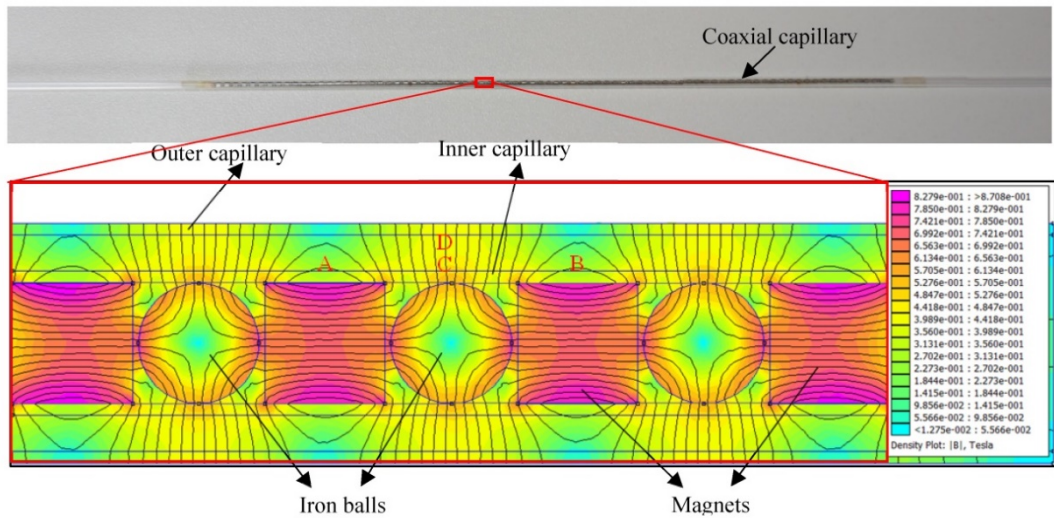 Coaxial capillary
Outer capillary
Inner capillary
D
A
C
B
8.279e-001 : >8.708e-001
7.850e-001 : 8.279e-001
7.421e-001 : 7.850e-001
6.992e-001 : 7.421e-001
6.563e-001 : 6.992e-001
6.134e-001 : 6.563e-001
5.705e-001 : 6.134e-001
5.276e-001 : 5.705e-001
4.847e-001 : 5.276e-001
4.418e-001 : 4.847e-001
3.989e-001 : 4.418e-001
3.560e-001 : 3.989e-001
3.131e-001 : 3.560e-001
2.702e-001 : 3.131e-001
2.273e-001 : 2.702e-001
1.844e-001 : 2.273e-001
1.415e-001 : 1.844e-001
9.856e-002 : 1.415e-001
5.566e-002 : 9.856e-002
<1.275e-002 : 5.566e-002
Density Plot: |B|, Tesla
Iron balls
Magnets